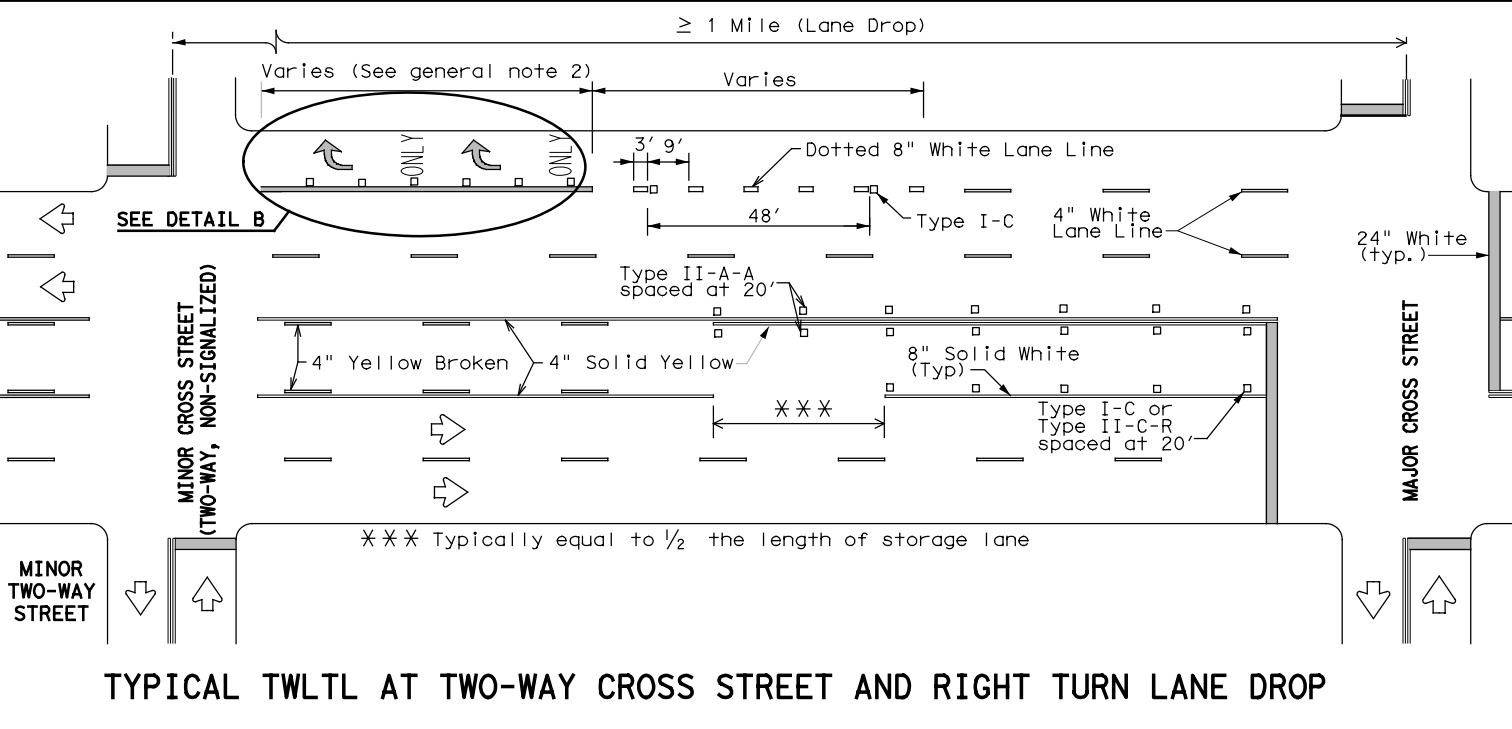 ≥ 1 Mile (Lane Drop)
Varies (See general note 2)
Varies
ONLY
ONLY
3' 9'
Dotted 8" White Lane Line
SEE DETAIL B
48'
Type I-C
4" White
Lane Line
24" White
(typ.)
Type II-A-A
spaced at 20'
MINOR CROSS STREET
(TWO-WAY, NON-SIGNALIZED)
4" Yellow Broken
4" Solid Yellow
8" Solid White
(Typ)
***
Type I-C or
Type II-C-R
spaced at 20'
MAJOR CROSS STREET
*** Typically equal to ½ the length of storage lane
MINOR
TWO-WAY
STREET
TYPICAL TWLTL AT TWO-WAY CROSS STREET AND RIGHT TURN LANE DROP